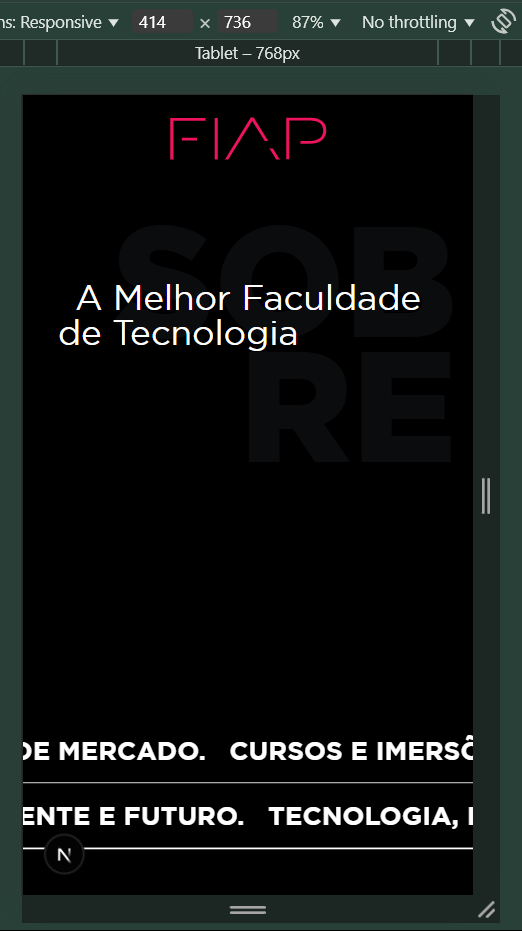 ns: Responsive ▼ 414 × 736 87% ▼ No throttling ▼
Tablet – 768px
FIAP
SOB
A Melhor Faculdade
de Tecnologia
RE
DE MERCADO. CURSOS E IMERSÕ
ENTE E FUTURO. TECNOLOGIA, I
N